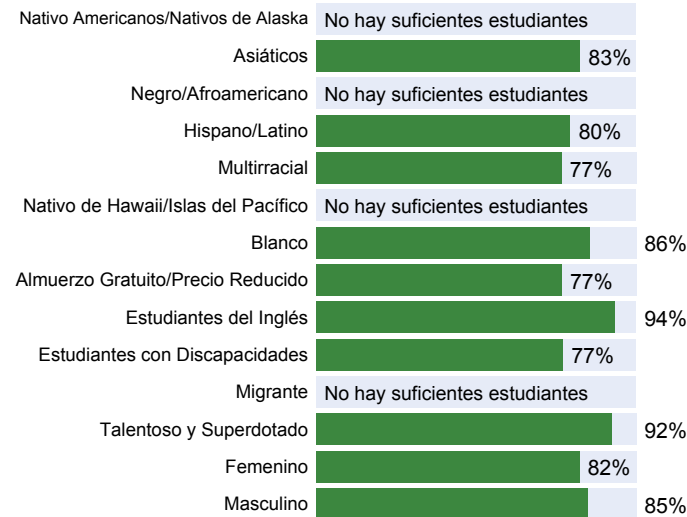 Nativo Americanos/Nativos de Alaska No hay suficientes estudiantes
Asiáticos 83%
Negro/Afroamericano No hay suficientes estudiantes
Hispano/Latino 80%
Multirracial 77%
Nativo de Hawaii/Islas del Pacífico No hay suficientes estudiantes
Blanco 86%
Almuerzo Gratuito/Precio Reducido 77%
Estudiantes del Inglés 94%
Estudiantes con Discapacidades 77%
Migrante No hay suficientes estudiantes
Talentoso y Superdotado 92%
Femenino 82%
Masculino 85%